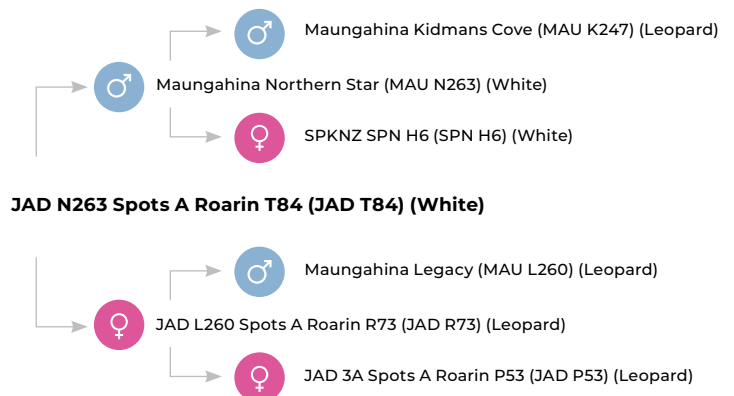 Maungahina Kidmans Cove (MAU K247) (Leopard)
Maungahina Northern Star (MAU N263) (White)
SPKNZ SPN H6 (SPN H6) (White)
JAD N263 Spots A Roarin T84 (JAD T84) (White)
Maungahina Legacy (MAU L260) (Leopard)
JAD L260 Spots A Roarin R73 (JAD R73) (Leopard)
JAD 3A Spots A Roarin P53 (JAD P53) (Leopard)